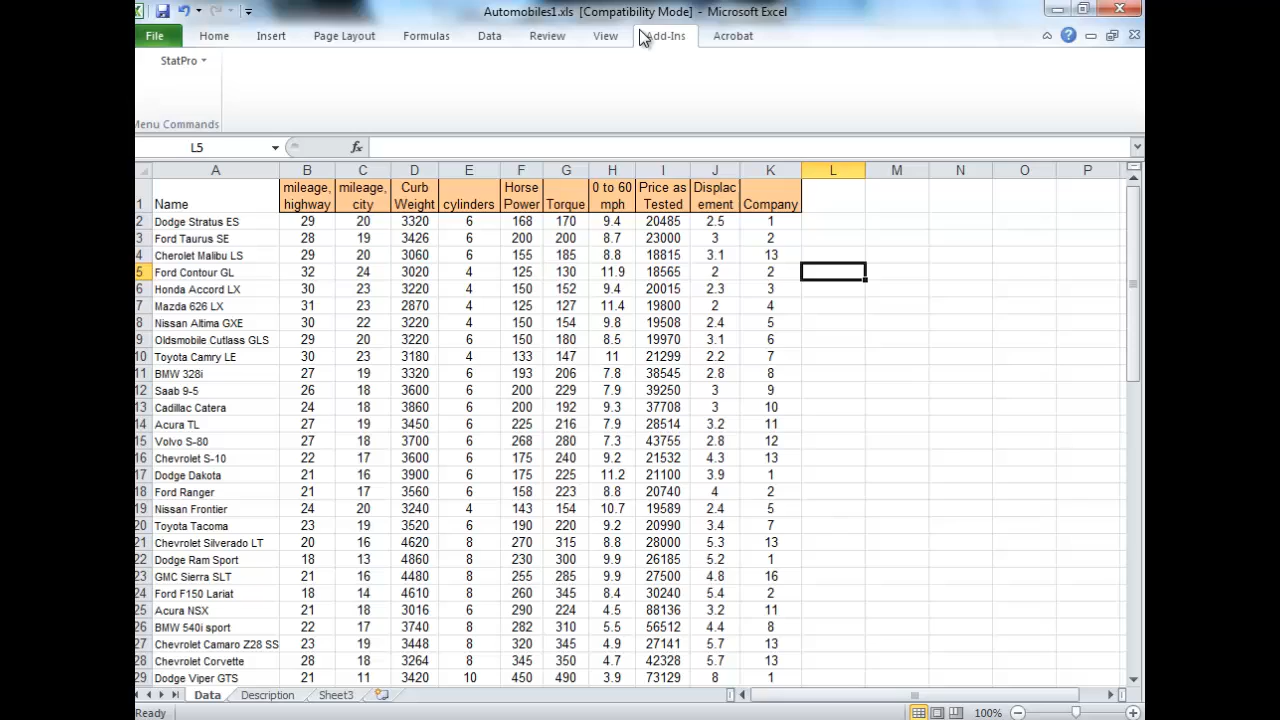 Automobiles1.xls [Compatibility Mode] - Microsoft Excel
File Home Insert Page Layout Formulas Data Review View Add-Ins Acrobat
StatPro
Menu Commands
L5 fx
A B C D E F G H I J K L M N O P
mileage, mileage, Curb Horse 0 to 60 Price as Displac
1 Name highway city Weight cylinders Power Torque mph Tested ement Company
2 Dodge Stratus ES 29 20 3320 6 168 170 9.4 20485 2.5 1
3 Ford Taurus SE 28 19 3426 6 200 200 8.7 23000 3 2
4 Cherolet Malibu LS 29 20 3060 6 155 185 8.8 18815 3.1 13
5 Ford Contour GL 32 24 3020 4 125 130 11.9 18565 2 2
6 Honda Accord LX 30 23 3220 4 150 152 9.4 20015 2.3 3
7 Mazda 626 LX 31 23 2870 4 125 127 11.4 19800 2 4
8 Nissan Altima GXE 30 22 3220 4 150 154 9.8 19508 2.4 5
9 Oldsmobile Cutlass GLS 29 20 3220 6 150 180 8.5 19970 3.1 6
10 Toyota Camry LE 30 23 3180 4 133 147 11 21299 2.2 7
11 BMW 328i 27 19 3320 6 193 206 7.8 38545 2.8 8
12 Saab 9-5 26 18 3600 6 200 229 7.9 39250 3 9
13 Cadillac Catera 24 18 3860 6 200 192 9.3 37708 3 10
14 Acura TL 27 19 3450 6 225 216 7.9 28514 3.2 11
15 Volvo S-80 27 18 3700 6 268 280 7.3 43755 2.8 12
16 Chevrolet S-10 22 17 3600 6 175 240 9.2 21532 4.3 13
17 Dodge Dakota 21 16 3900 6 175 225 11.2 21100 3.9 1
18 Ford Ranger 21 17 3560 6 158 223 8.8 20740 4 2
19 Nissan Frontier 24 20 3240 4 143 154 10.7 19589 2.4 5
20 Toyota Tacoma 23 19 3520 6 190 220 9.2 20990 3.4 7
21 Chevrolet Silverado LT 20 16 4620 8 270 315 8.8 28000 5.3 13
22 Dodge Ram Sport 18 13 4860 8 230 300 9.9 26185 5.2 1
23 GMC Sierra SLT 21 16 4480 8 255 285 9.9 27500 4.8 16
24 Ford F150 Lariat 18 14 4610 8 260 345 8.4 30240 5.4 2
25 Acura NSX 21 18 3016 6 290 224 4.5 88136 3.2 11
26 BMW 540i sport 22 17 3740 8 282 310 5.5 56512 4.4 8
27 Chevrolet Camaro Z28 SS 23 19 3448 8 320 345 4.9 27141 5.7 13
28 Chevrolet Corvette 28 18 3264 8 345 350 4.7 42328 5.7 13
29 Dodge Viper GTS 21 11 3420 10 450 490 3.9 73129 8 1
Data Description Sheet3
Ready 100%